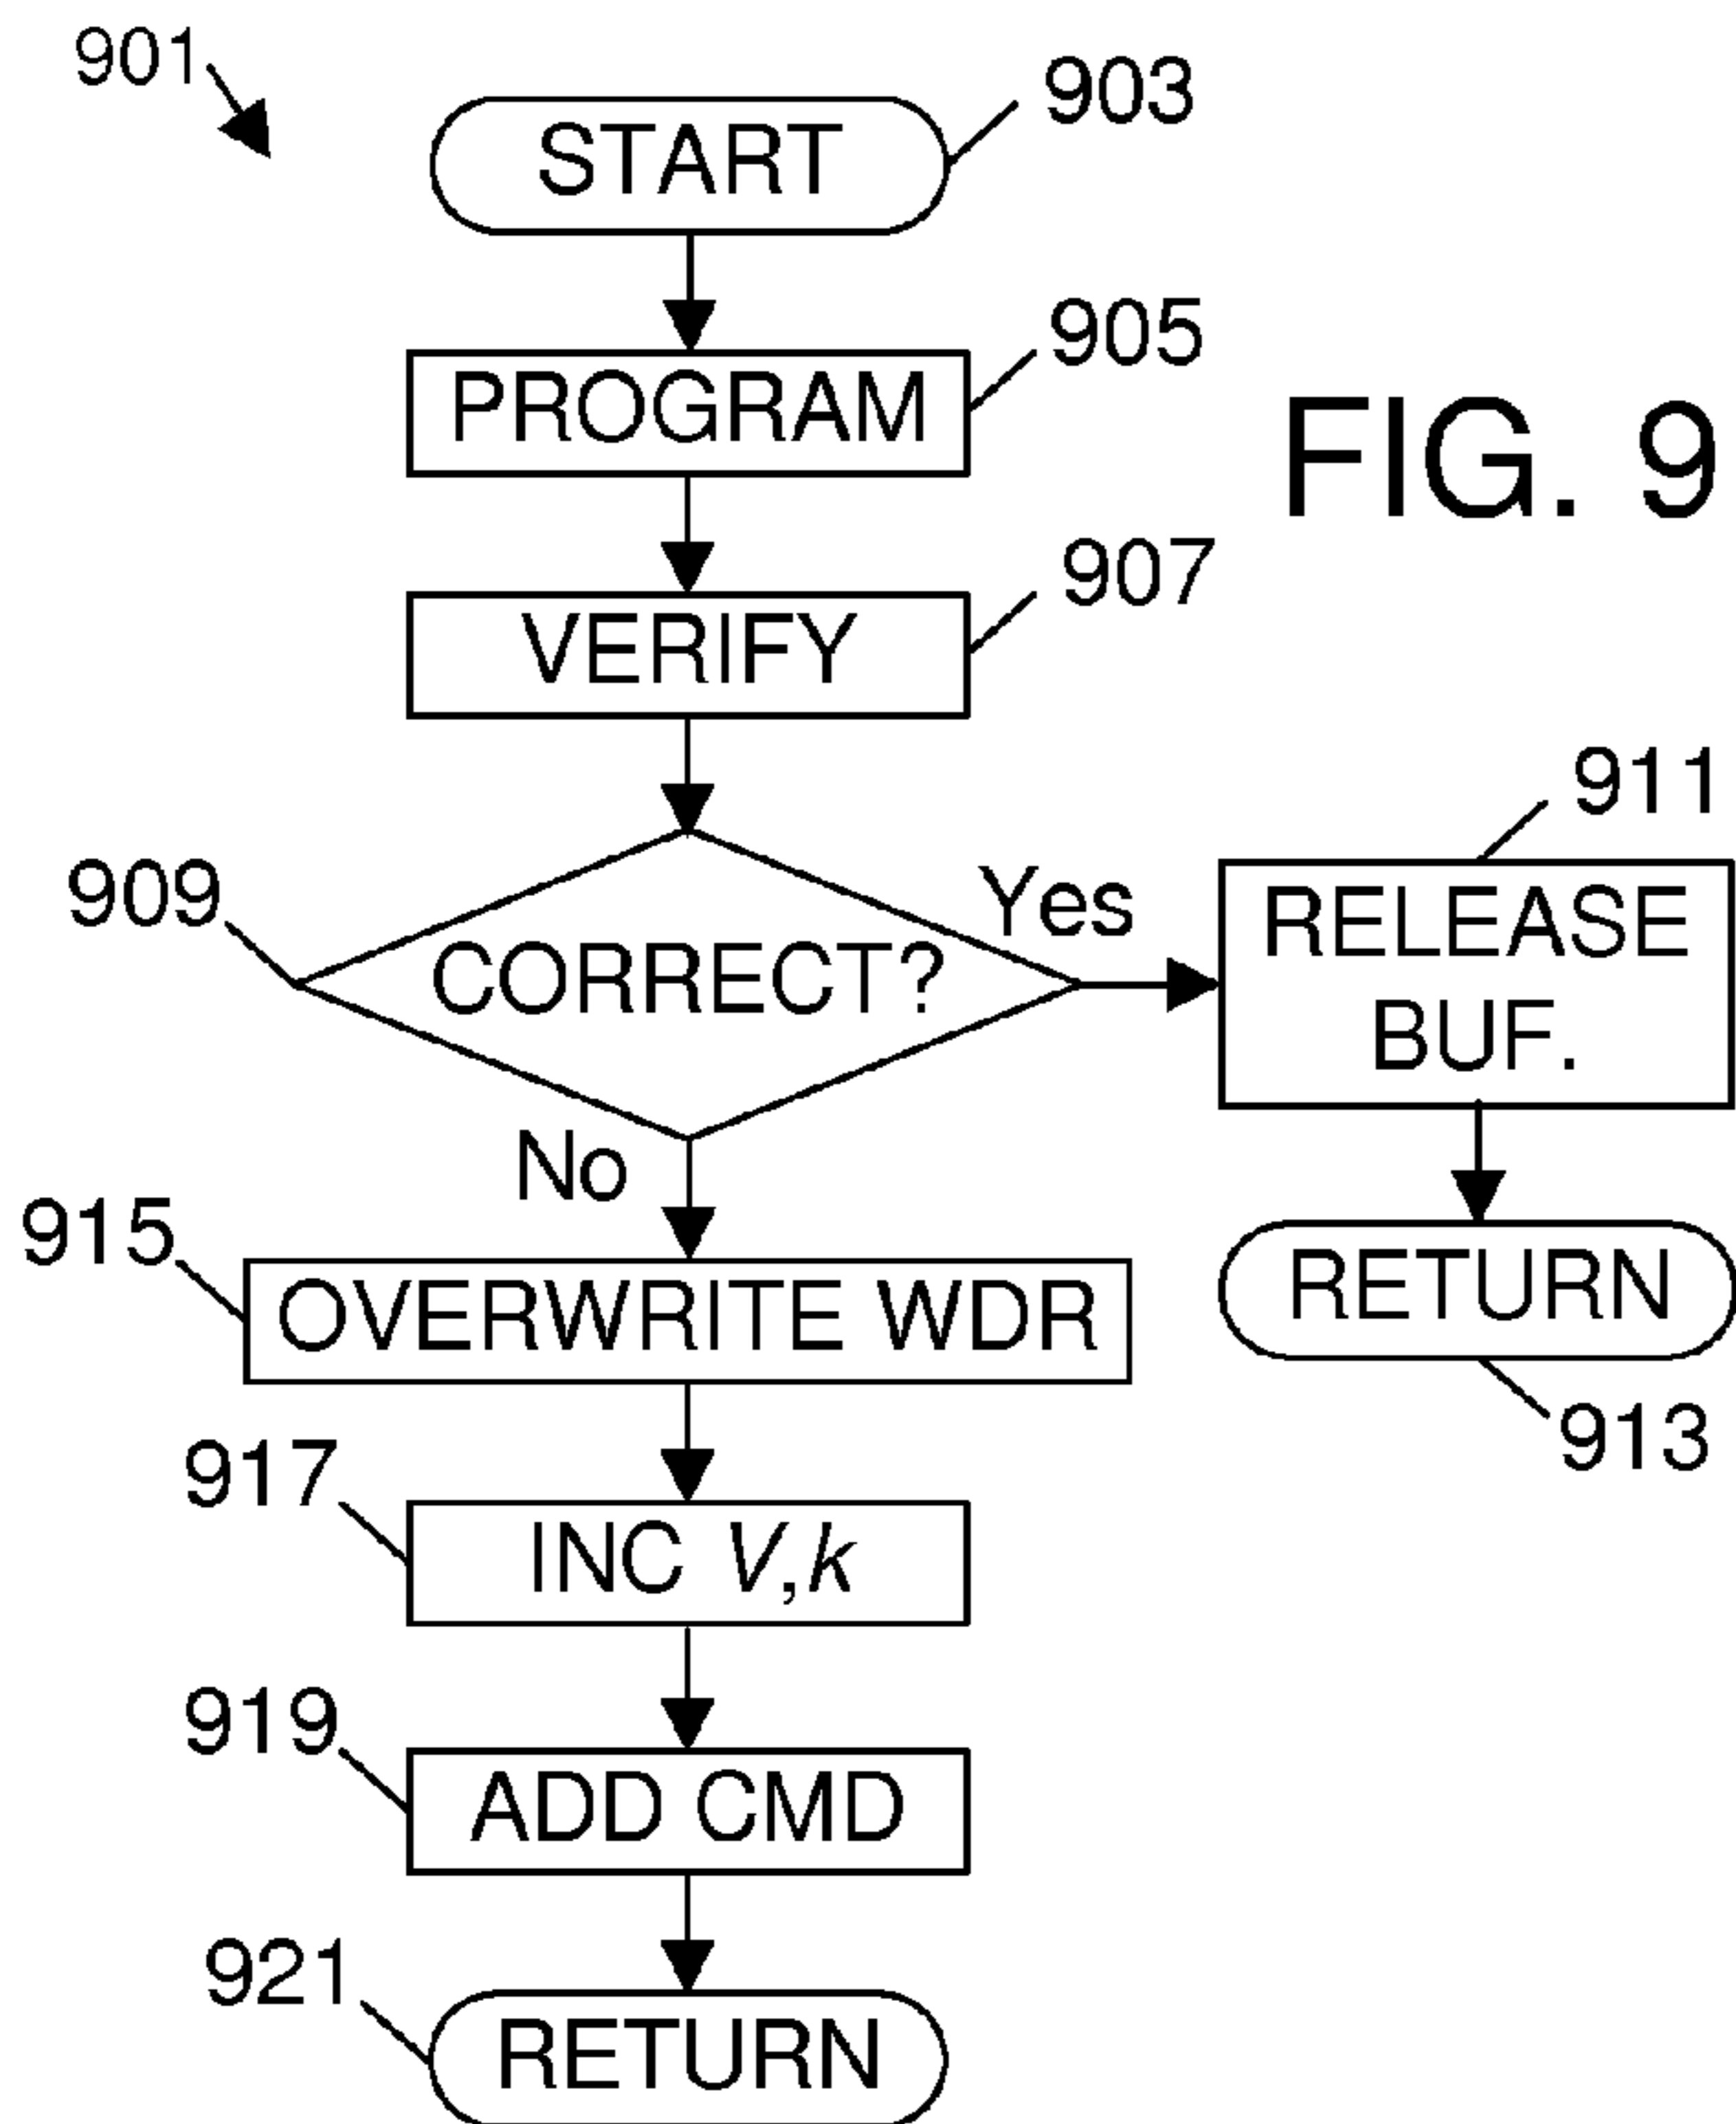 901
START
903
PROGRAM
905
FIG. 9
VERIFY
907
909
CORRECT?
Yes
911
RELEASE
BUF.
No
RETURN
913
915
OVERWRITE WDR
917
INC V,k
919
ADD CMD
921
RETURN